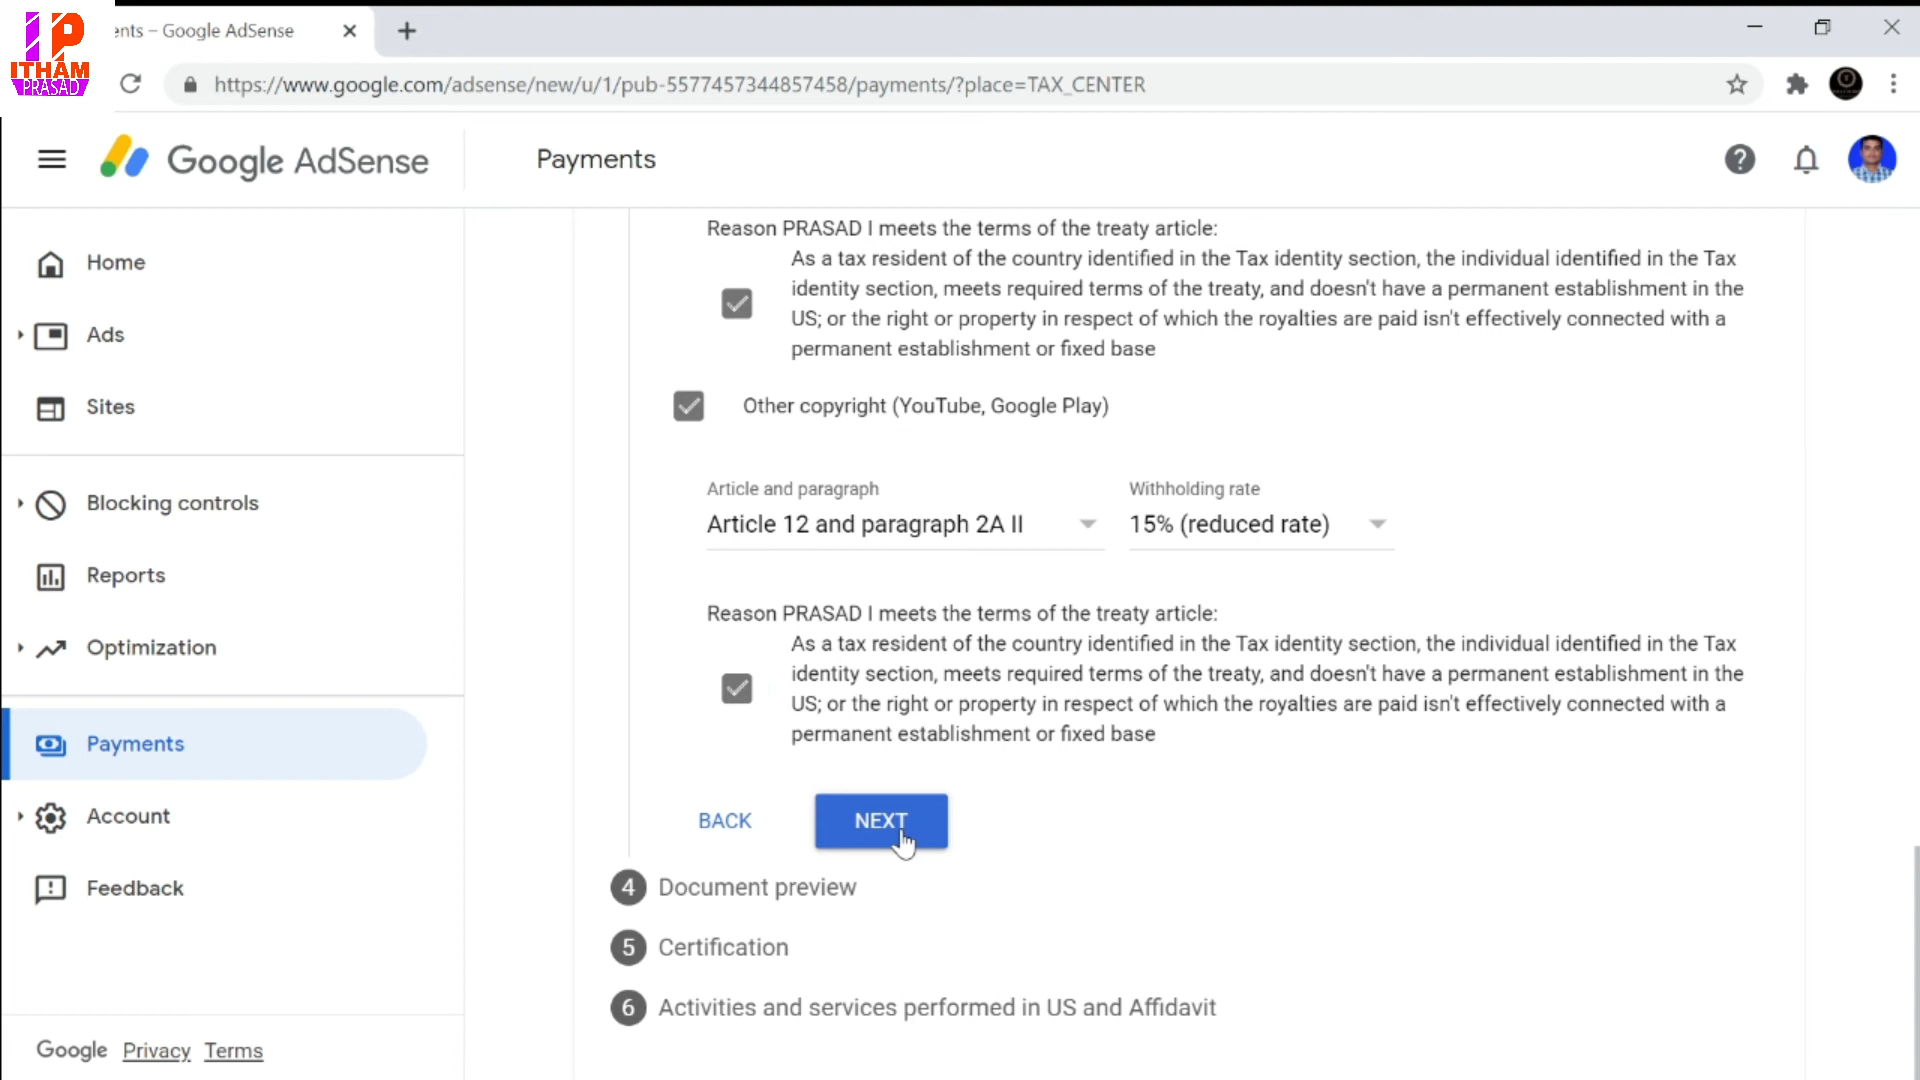 IP
ITHAM
PRASAD
ents – Google AdSense
https://www.google.com/adsense/new/u/1/pub-5577457344857458/payments/?place=TAX_CENTER
Google AdSense
Payments
Home
Ads
Sites
Blocking controls
Reports
Optimization
Payments
Account
Feedback
Google Privacy Terms
Reason PRASAD I meets the terms of the treaty article:
As a tax resident of the country identified in the Tax identity section, the individual identified in the Tax
identity section, meets required terms of the treaty, and doesn't have a permanent establishment in the
US; or the right or property in respect of which the royalties are paid isn't effectively connected with a
permanent establishment or fixed base
Other copyright (YouTube, Google Play)
Article and paragraph
Article 12 and paragraph 2A II
Withholding rate
15% (reduced rate)
Reason PRASAD I meets the terms of the treaty article:
As a tax resident of the country identified in the Tax identity section, the individual identified in the Tax
identity section, meets required terms of the treaty, and doesn't have a permanent establishment in the
US; or the right or property in respect of which the royalties are paid isn't effectively connected with a
permanent establishment or fixed base
BACK
NEXT
4 Document preview
5 Certification
6 Activities and services performed in US and Affidavit